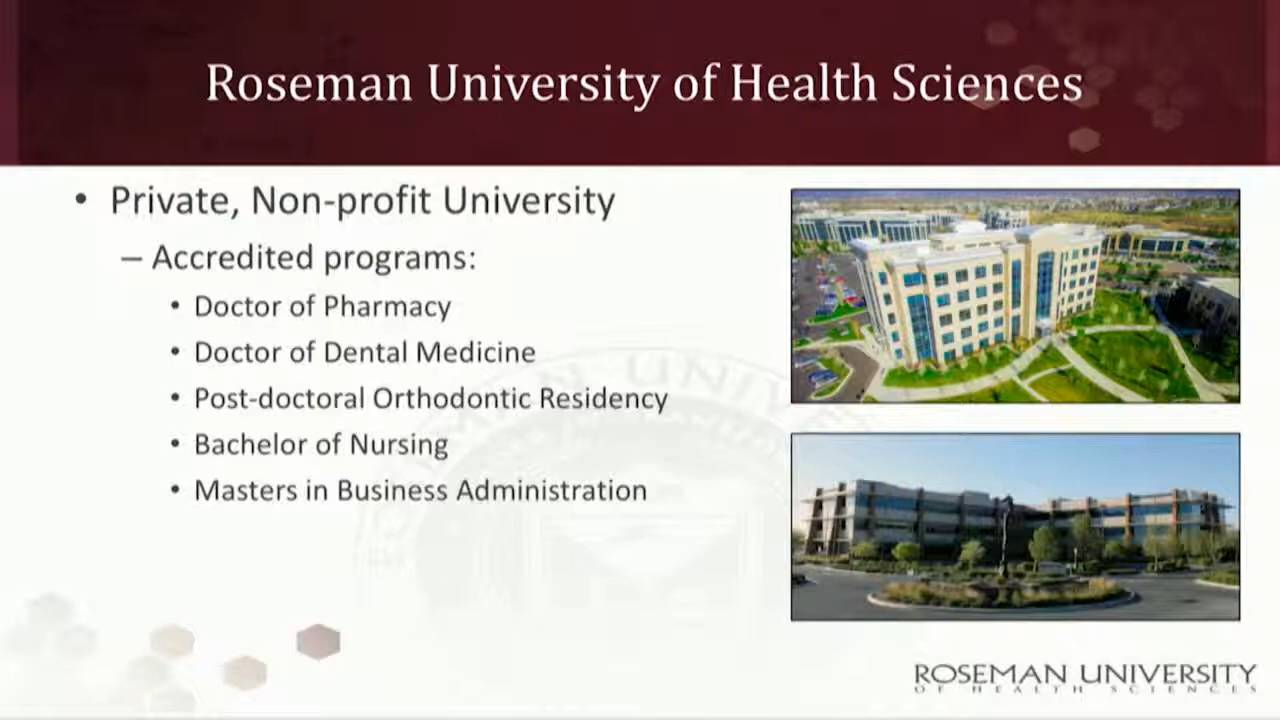 Roseman University of Health Sciences
• Private, Non-profit University
– Accredited programs:
• Doctor of Pharmacy
• Doctor of Dental Medicine
• Post-doctoral Orthodontic Residency
• Bachelor of Nursing
• Masters in Business Administration
ROSEMAN UNIVERSITY
OF HEALTH SCIENCES